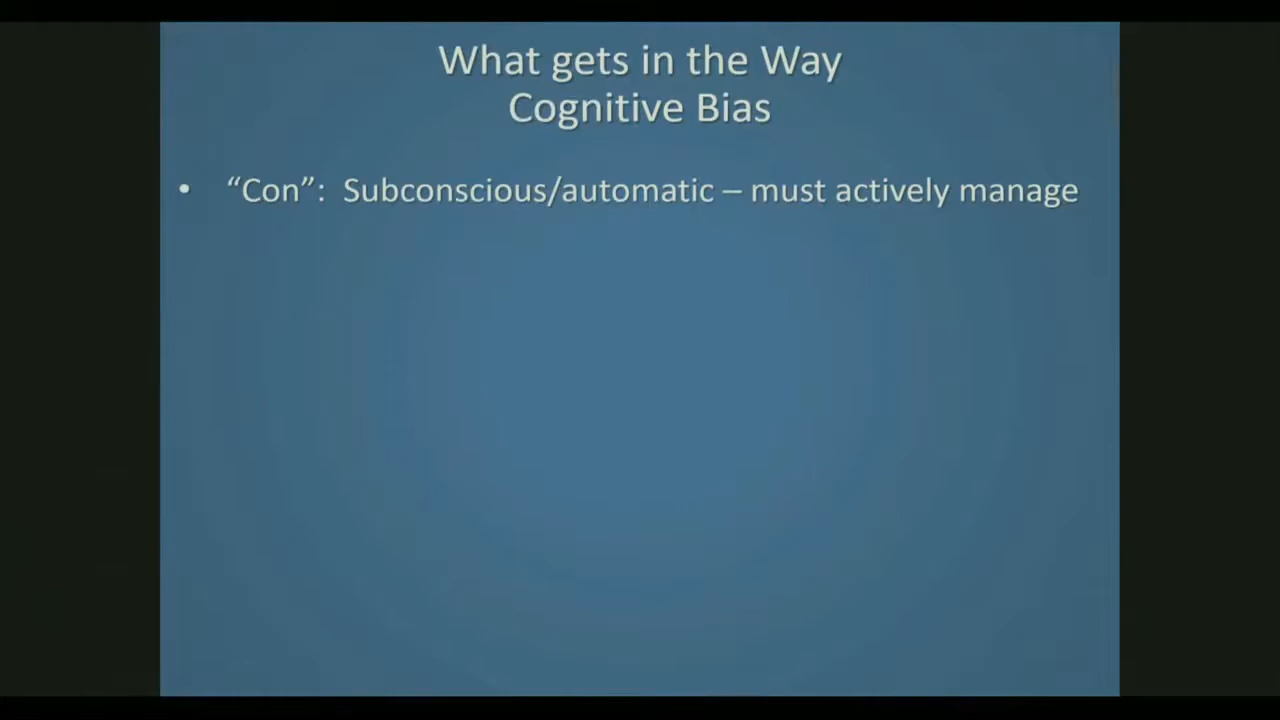 What gets in the Way
Cognitive Bias
• “Con”: Subconscious/automatic – must actively manage